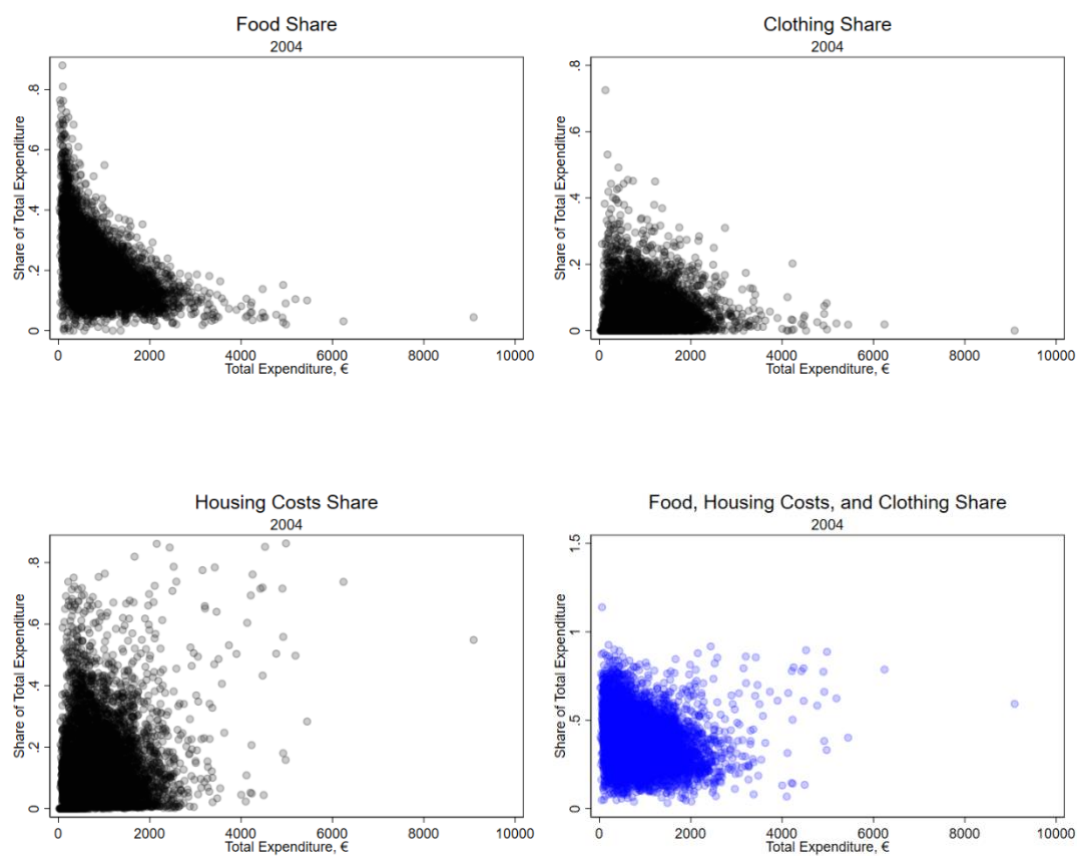 Food Share
2004
Share of Total Expenditure
.8
.6
.4
.2
0
0 2000 4000 6000 8000 10000
Total Expenditure, €
Clothing Share
2004
Share of Total Expenditure
.8
.6
.4
.2
0
0 2000 4000 6000 8000 10000
Total Expenditure, €
Housing Costs Share
2004
Share of Total Expenditure
.8
.6
.4
.2
0
0 2000 4000 6000 8000 10000
Total Expenditure, €
Food, Housing Costs, and Clothing Share
2004
Share of Total Expenditure
1.5
1
.5
0
0 2000 4000 6000 8000 10000
Total Expenditure, €